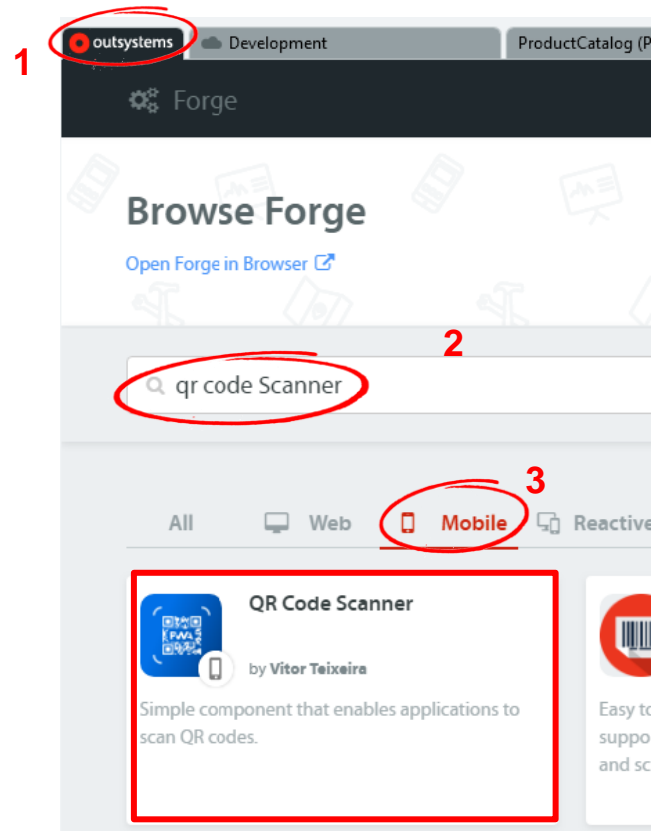 1
outsystems
Development
ProductCatalog (P
Forge
Browse Forge
Open Forge in Browser
2
qr code Scanner
3
All
Web
Mobile
Reactive
QR Code Scanner
PWA
by Vitor Teixeira
Simple component that enables applications to
scan QR codes.
Easy to
suppo
and sc